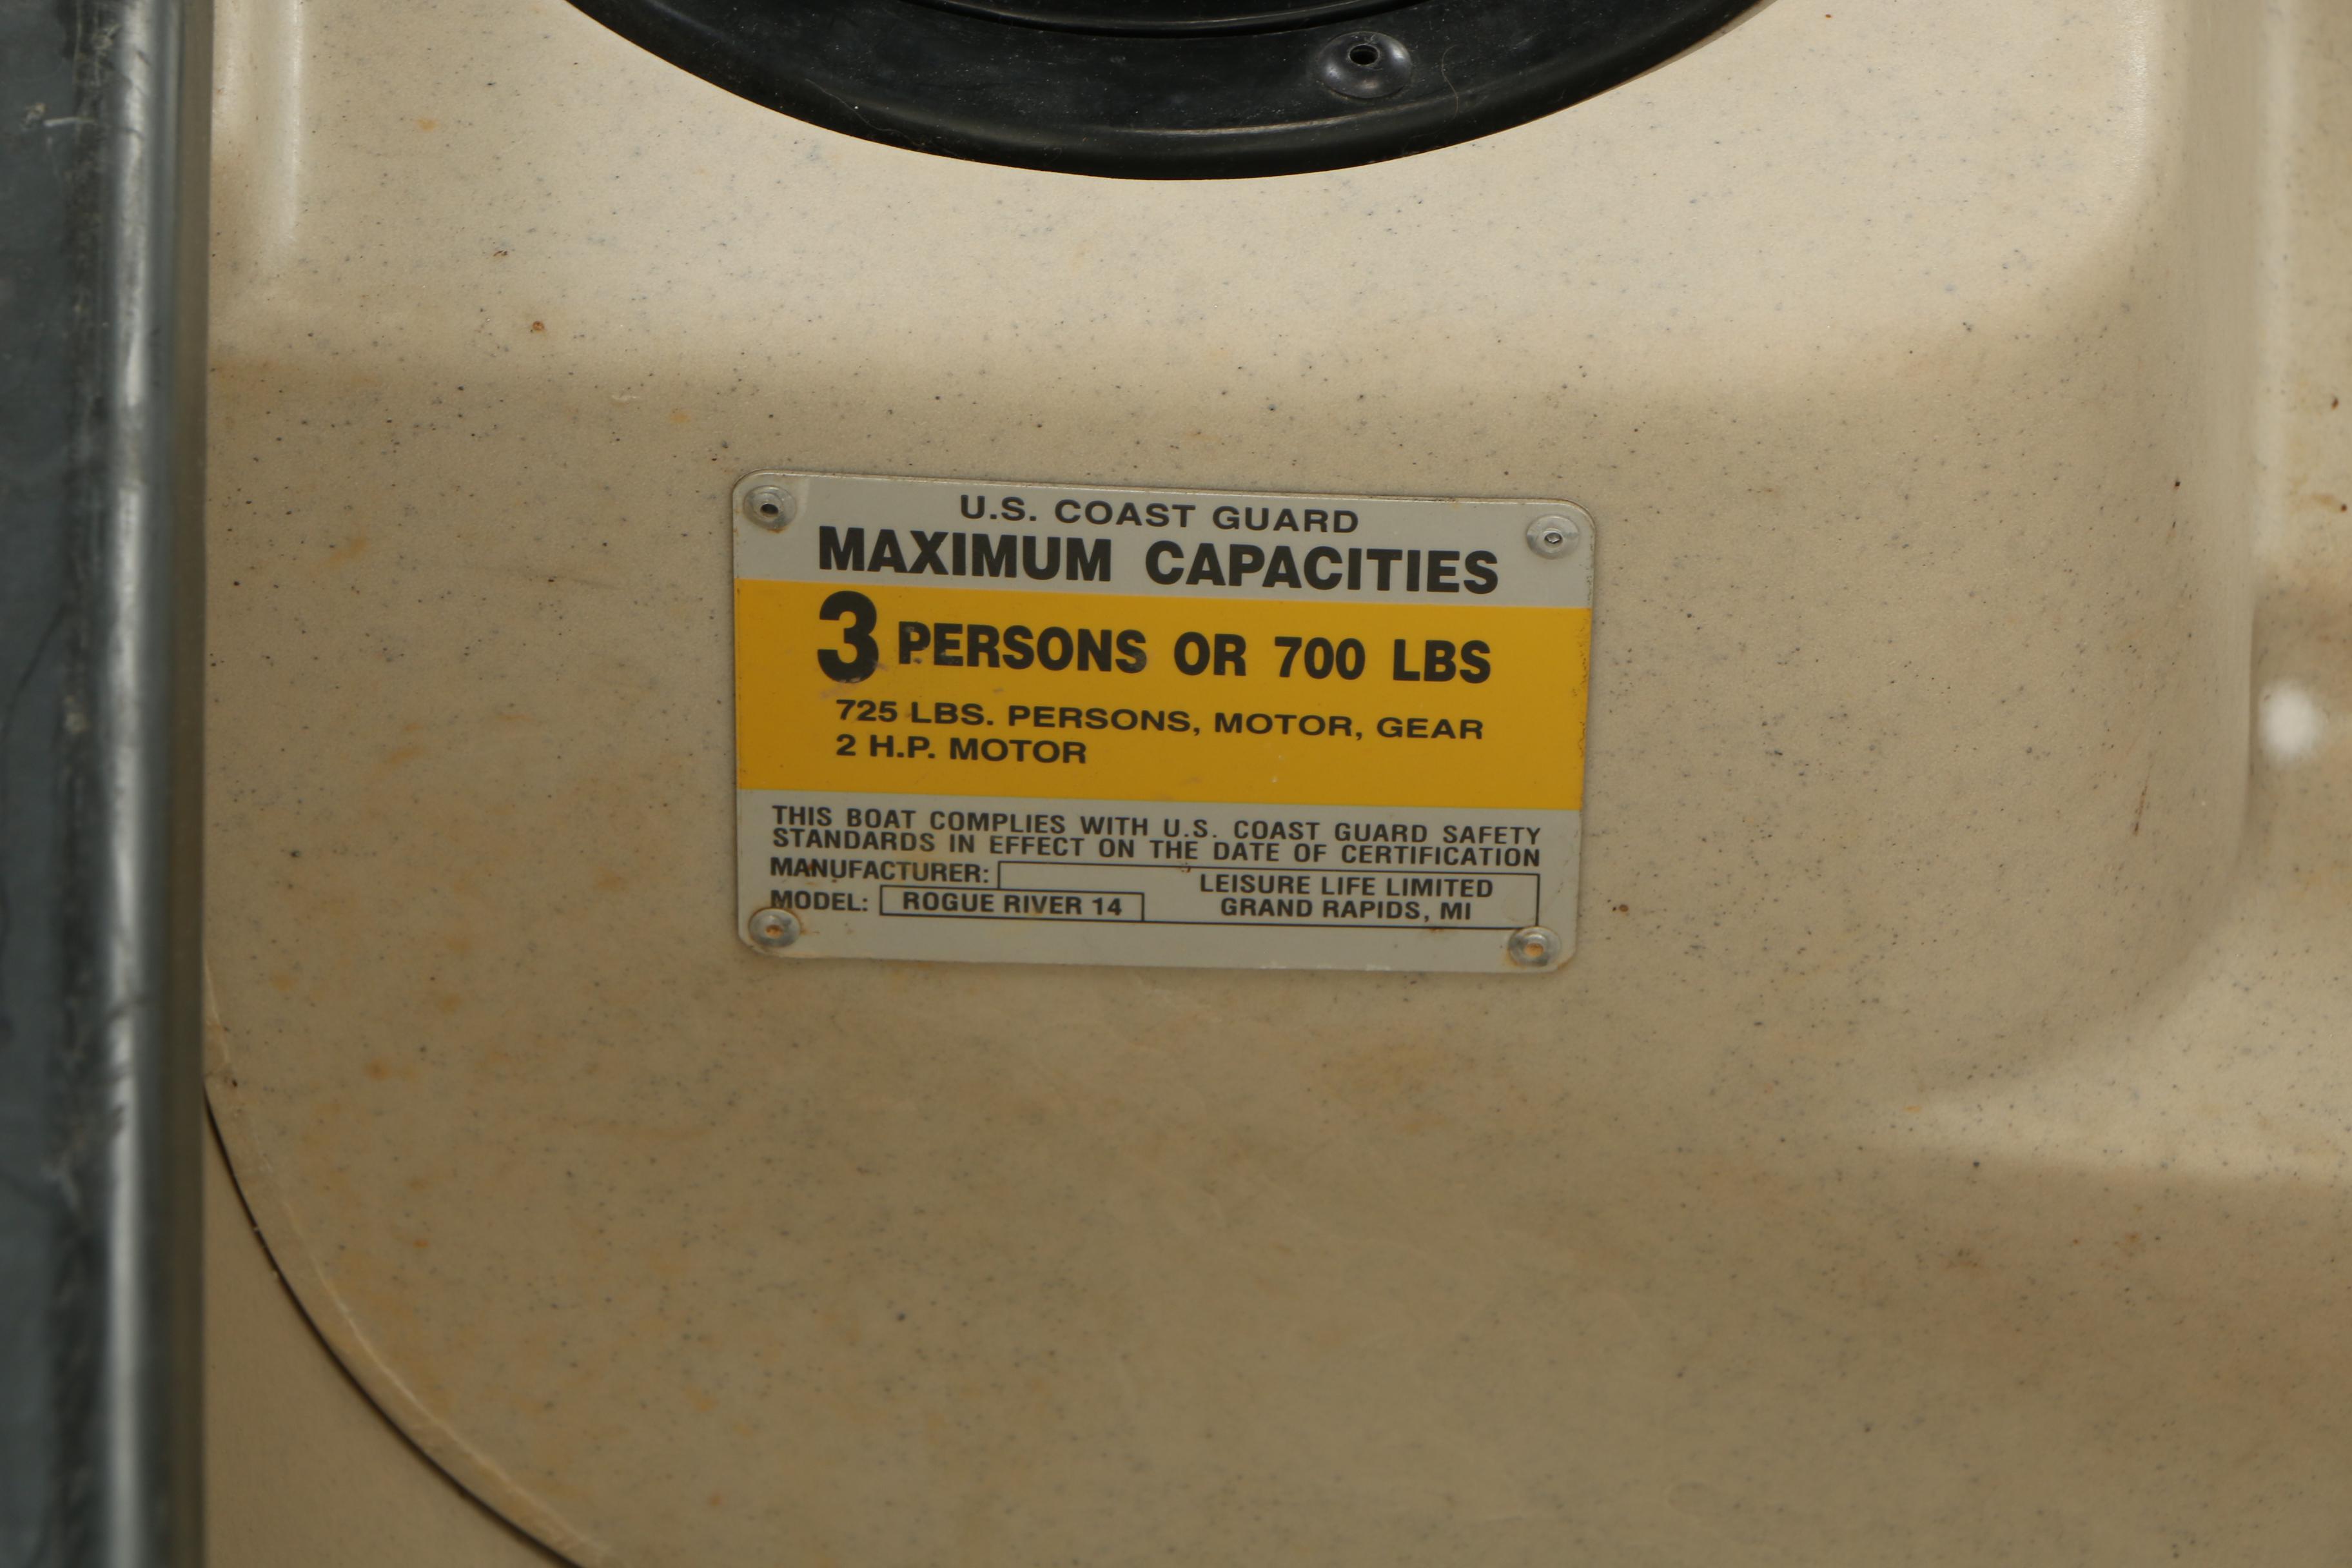 U.S. COAST GUARD
MAXIMUM CAPACITIES
3 PERSONS OR 700 LBS
725 LBS. PERSONS, MOTOR, GEAR
2 H.P. MOTOR
THIS BOAT COMPLIES WITH U.S. COAST GUARD SAFETY
STANDARDS IN EFFECT ON THE DATE OF CERTIFICATION
MANUFACTURER: LEISURE LIFE LIMITED
MODEL: ROGUE RIVER 14 GRAND RAPIDS, MI